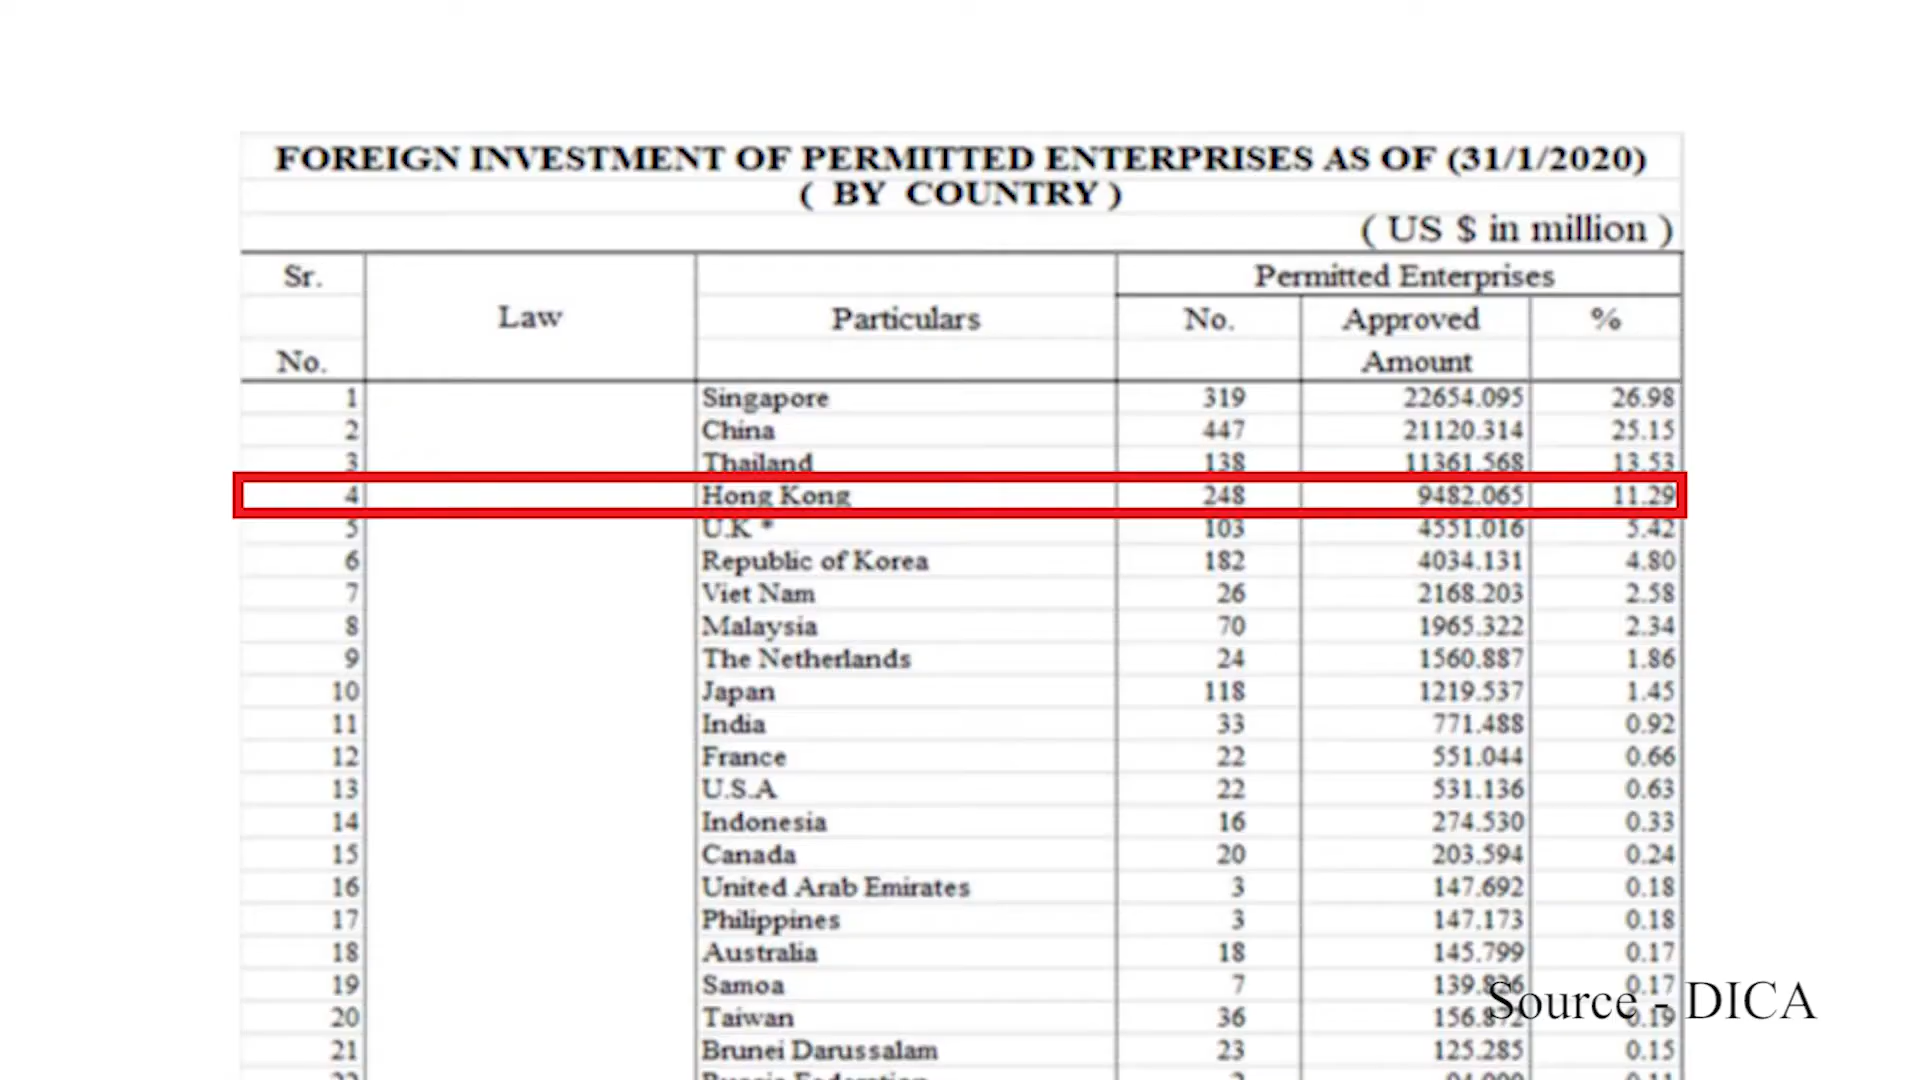 FOREIGN INVESTMENT OF PERMITTED ENTERPRISES AS OF (31/1/2020)
( BY COUNTRY )
( US $ in million )
Sr. No. Law Particulars Permitted Enterprises
No. Approved Amount %
1 Singapore 319 22654.095 26.98
2 China 447 21120.314 25.15
3 Thailand 138 11361.568 13.53
4 Hong Kong 248 9482.065 11.29
5 U.K * 103 4551.016 5.42
6 Republic of Korea 182 4034.131 4.80
7 Viet Nam 26 2168.203 2.58
8 Malaysia 70 1965.322 2.34
9 The Netherlands 24 1560.887 1.86
10 Japan 118 1219.537 1.45
11 India 33 771.488 0.92
12 France 22 551.044 0.66
13 U.S.A 22 531.136 0.63
14 Indonesia 16 274.530 0.33
15 Canada 20 203.594 0.24
16 United Arab Emirates 3 147.692 0.18
17 Philippines 3 147.173 0.18
18 Australia 18 145.799 0.17
19 Samoa 7 0.17
20 Taiwan 36 156.872 0.19
21 Brunei Darussalam 23 125.285 0.15
Source - DICA